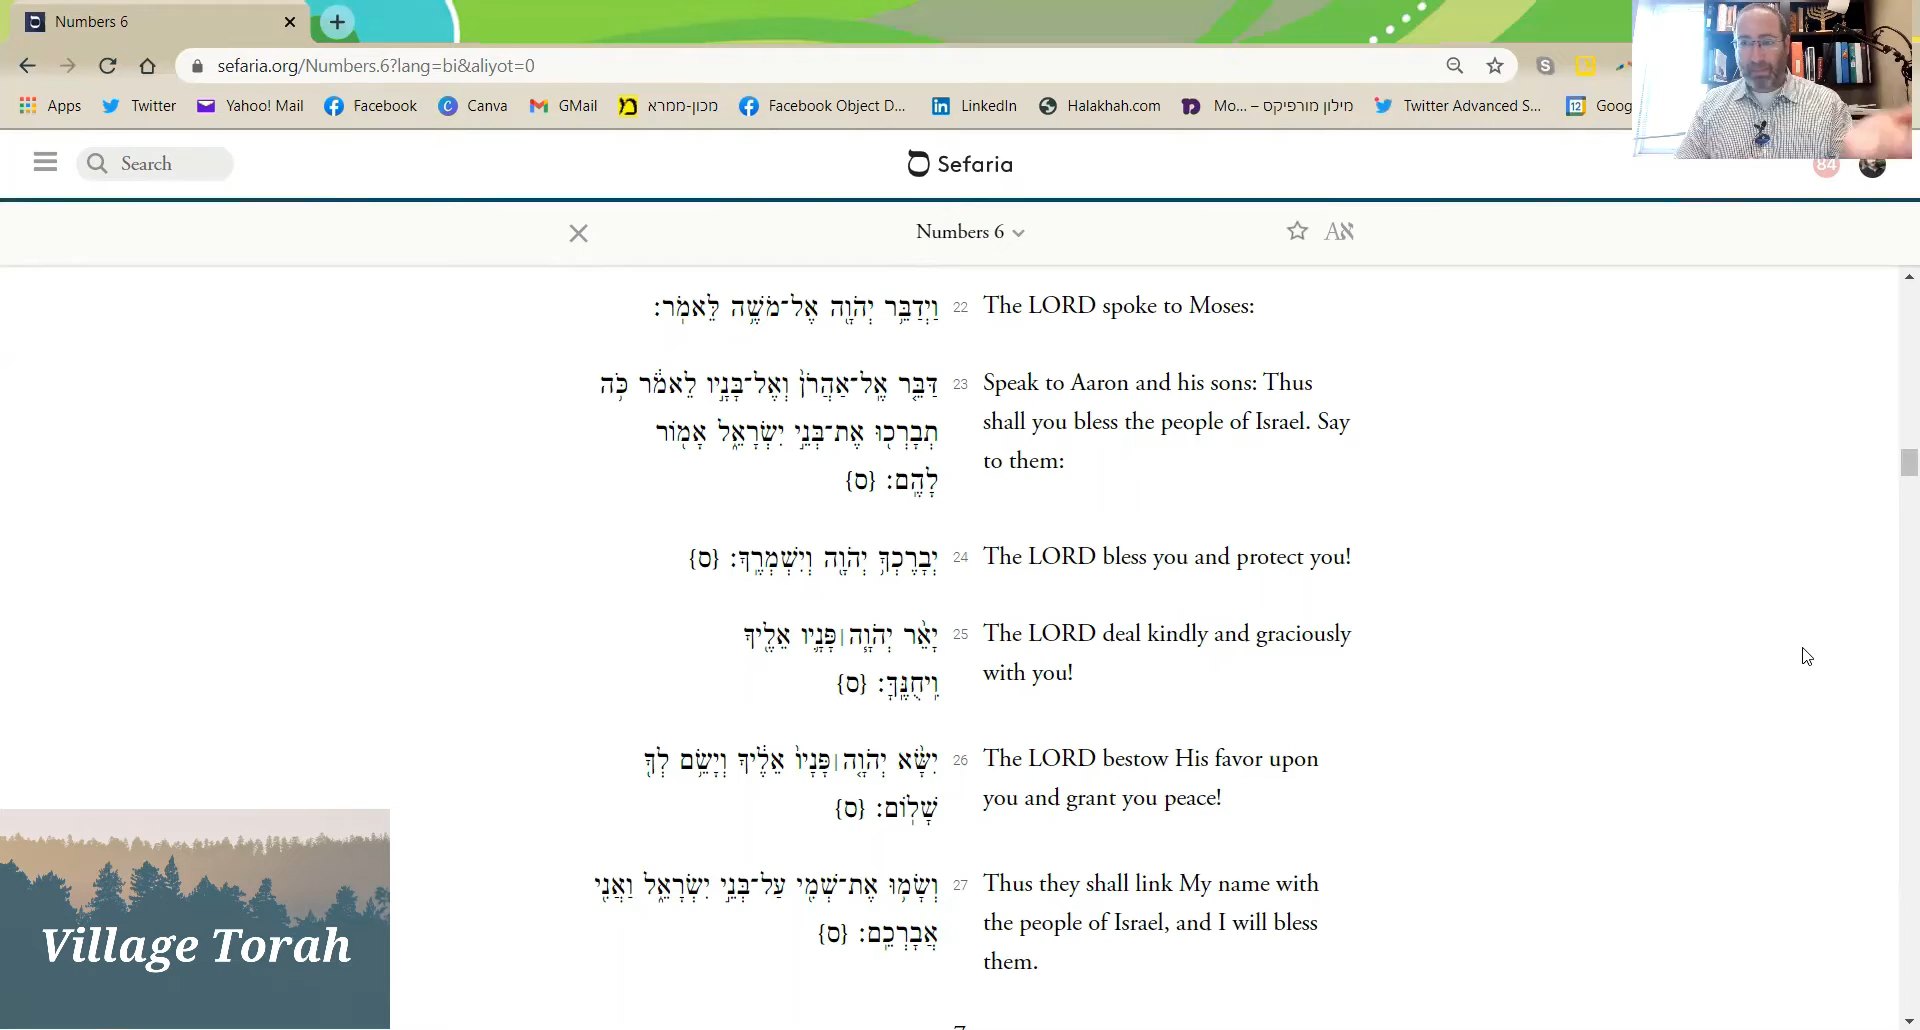 Numbers 6
sefaria.org/Numbers.6?lang=bi&aliyot=0
Apps Twitter Yahoo! Mail Facebook Canva GMail מכון-ממרא Facebook Object D... LinkedIn Halakhah.com Mo... – מילון מורפיקס Twitter Advanced S... Goog
Search
Sefaria
84
Numbers 6
Aא
וַיְדַבֵּ֥ר יְהֹוָ֖ה אֶל־מֹשֶׁ֥ה לֵּאמֹֽר׃
22
The LORD spoke to Moses:
דַּבֵּ֤ר אֶֽל־אַהֲרֹן֙ וְאֶל־בָּנָ֣יו לֵאמֹ֔ר כֹּ֥ה
תְבָרְכ֖וּ אֶת־בְּנֵ֣י יִשְׂרָאֵ֑ל אָמ֖וֹר
לָהֶֽם׃ {ס}
23
Speak to Aaron and his sons: Thus
shall you bless the people of Israel. Say
to them:
יְבָרֶכְךָ֥ יְהֹוָ֖ה וְיִשְׁמְרֶֽךָ׃ {ס}
24
The LORD bless you and protect you!
יָאֵ֨ר יְהֹוָ֧ה ׀ פָּנָ֛יו אֵלֶ֖יךָ
וִֽיחֻנֶּֽךָּ׃ {ס}
25
The LORD deal kindly and graciously
with you!
יִשָּׂ֨א יְהֹוָ֤ה ׀ פָּנָיו֙ אֵלֶ֔יךָ וְיָשֵׂ֥ם לְךָ֖
שָׁלֽוֹם׃ {ס}
26
The LORD bestow His favor upon
you and grant you peace!
וְשָׂמ֥וּ אֶת־שְׁמִ֖י עַל־בְּנֵ֣י יִשְׂרָאֵ֑ל וַאֲנִ֖י
אֲבָרְכֵֽם׃ {ס}
27
Thus they shall link My name with
the people of Israel, and I will bless
them.
Village Torah